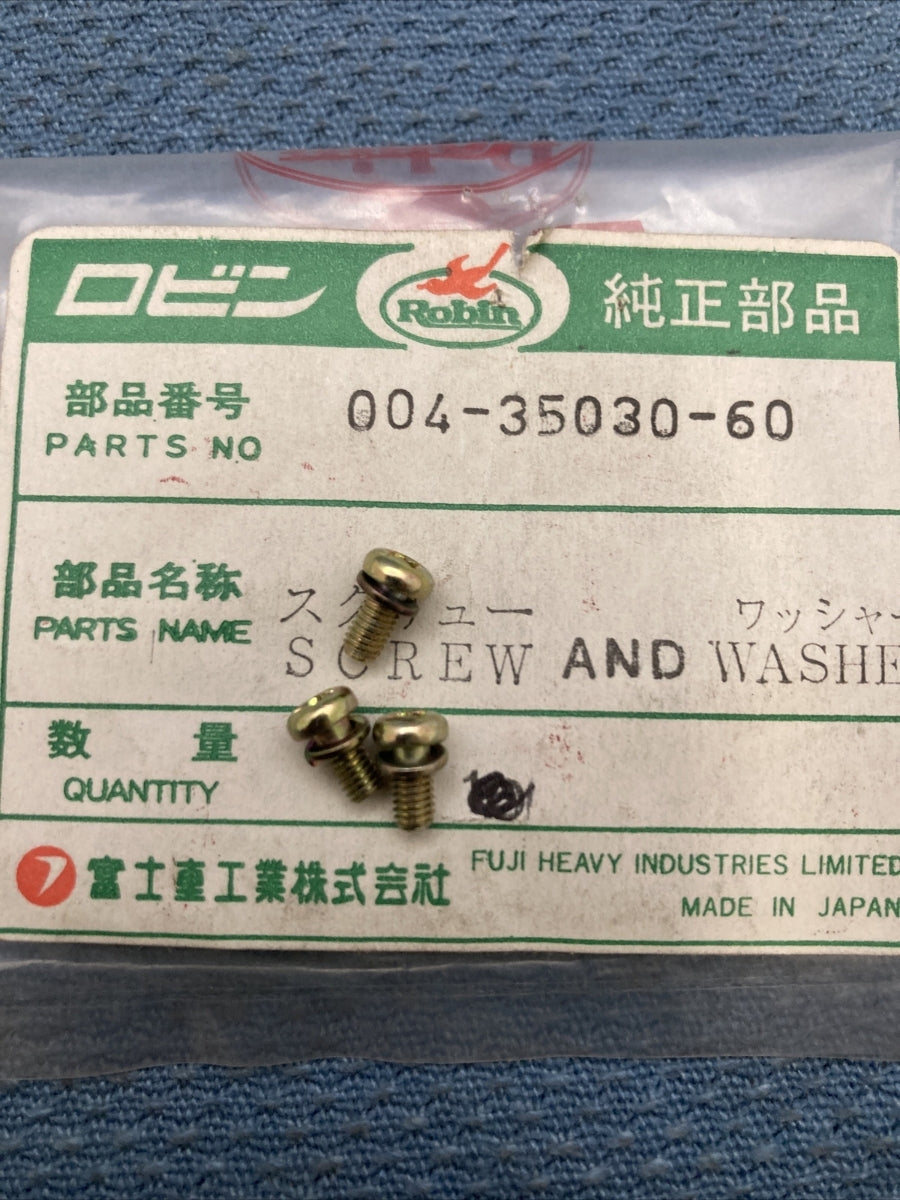 ロビン Robin 純正部品
部品番号
PARTS NO 004-35030-60
部品名称 スクリュー ワッシャー
PARTS NAME SCREW AND WASHE
数 量
QUANTITY
富士重工業株式会社 FUJI HEAVY INDUSTRIES LIMITED
MADE IN JAPAN